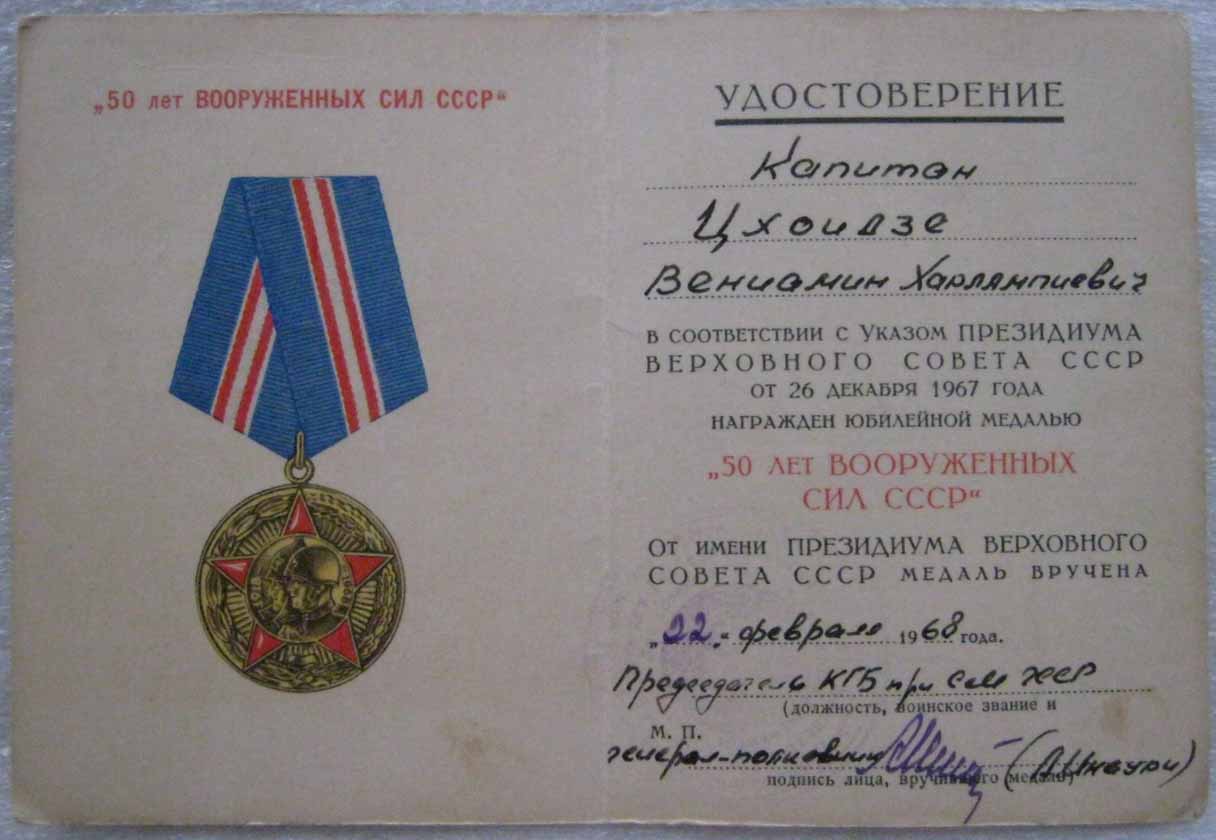 „50 лет ВООРУЖЕННЫХ СИЛ СССР“
УДОСТОВЕРЕНИЕ
Капитан
Цхоидзе
Вениамин Харлампиевич
В СООТВЕТСТВИИ С УКАЗОМ ПРЕЗИДИУМА
ВЕРХОВНОГО СОВЕТА СССР
ОТ 26 ДЕКАБРЯ 1967 ГОДА
НАГРАЖДЕН ЮБИЛЕЙНОЙ МЕДАЛЬЮ
„50 ЛЕТ ВООРУЖЕННЫХ
СИЛ СССР“
ОТ ИМЕНИ ПРЕЗИДИУМА ВЕРХОВНОГО
СОВЕТА СССР МЕДАЛЬ ВРУЧЕНА
„22“ февраля 1968 года.
Председатель КГБ при СМ
(должность, воинское звание и
М. П.
генерал-полковник (А Инаури)
подпись лица, вручившего медаль)